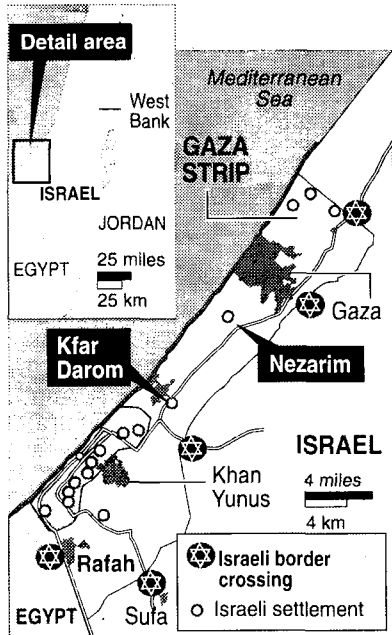 Detail area
West
Bank
ISRAEL
JORDAN
EGYPT
25 miles
25 km
Mediterranean
Sea
GAZA
STRIP
Gaza
Kfar
Darom
Nezarim
ISRAEL
Khan
Yunus
4 miles
4 km
Rafah
Sufa
EGYPT
Israeli border
crossing
Israeli settlement